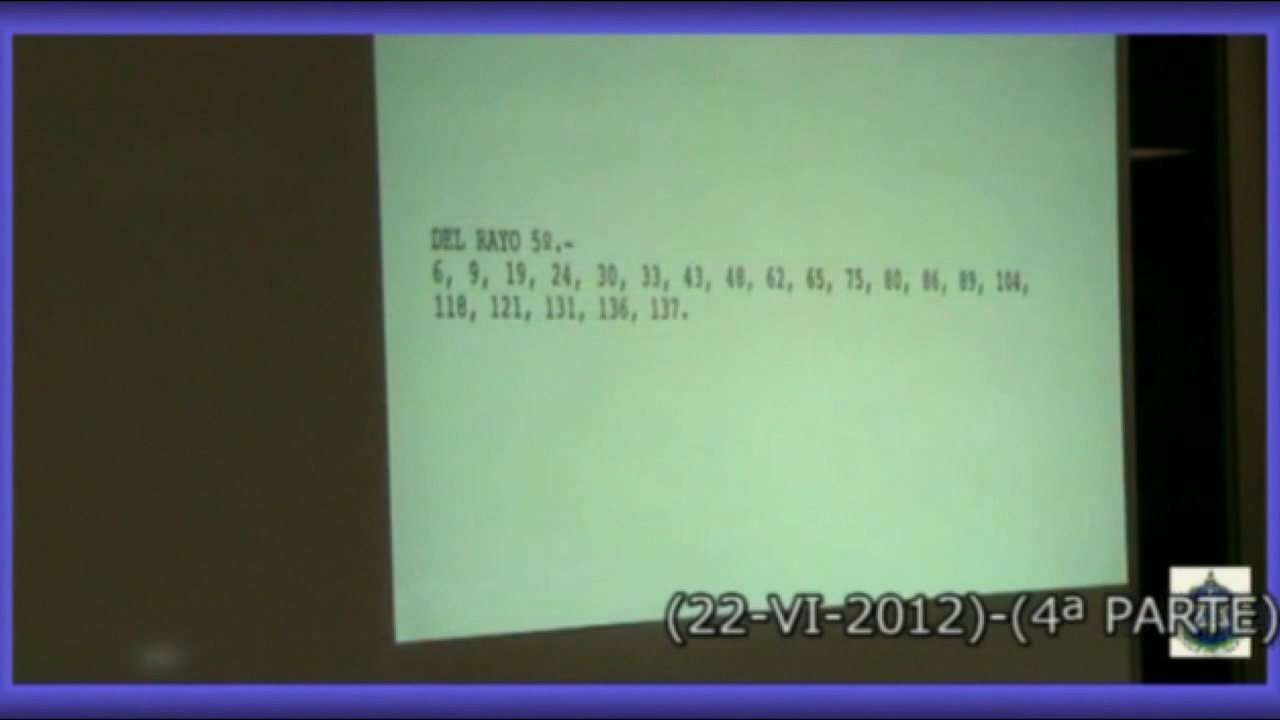 DEL RAYO 5º.-
6, 9, 19, 24, 30, 33, 43, 48, 62, 65, 75, 80, 86, 89, 104,
118, 121, 131, 136, 137.
(22-VI-2012)-(4ª PARTE)